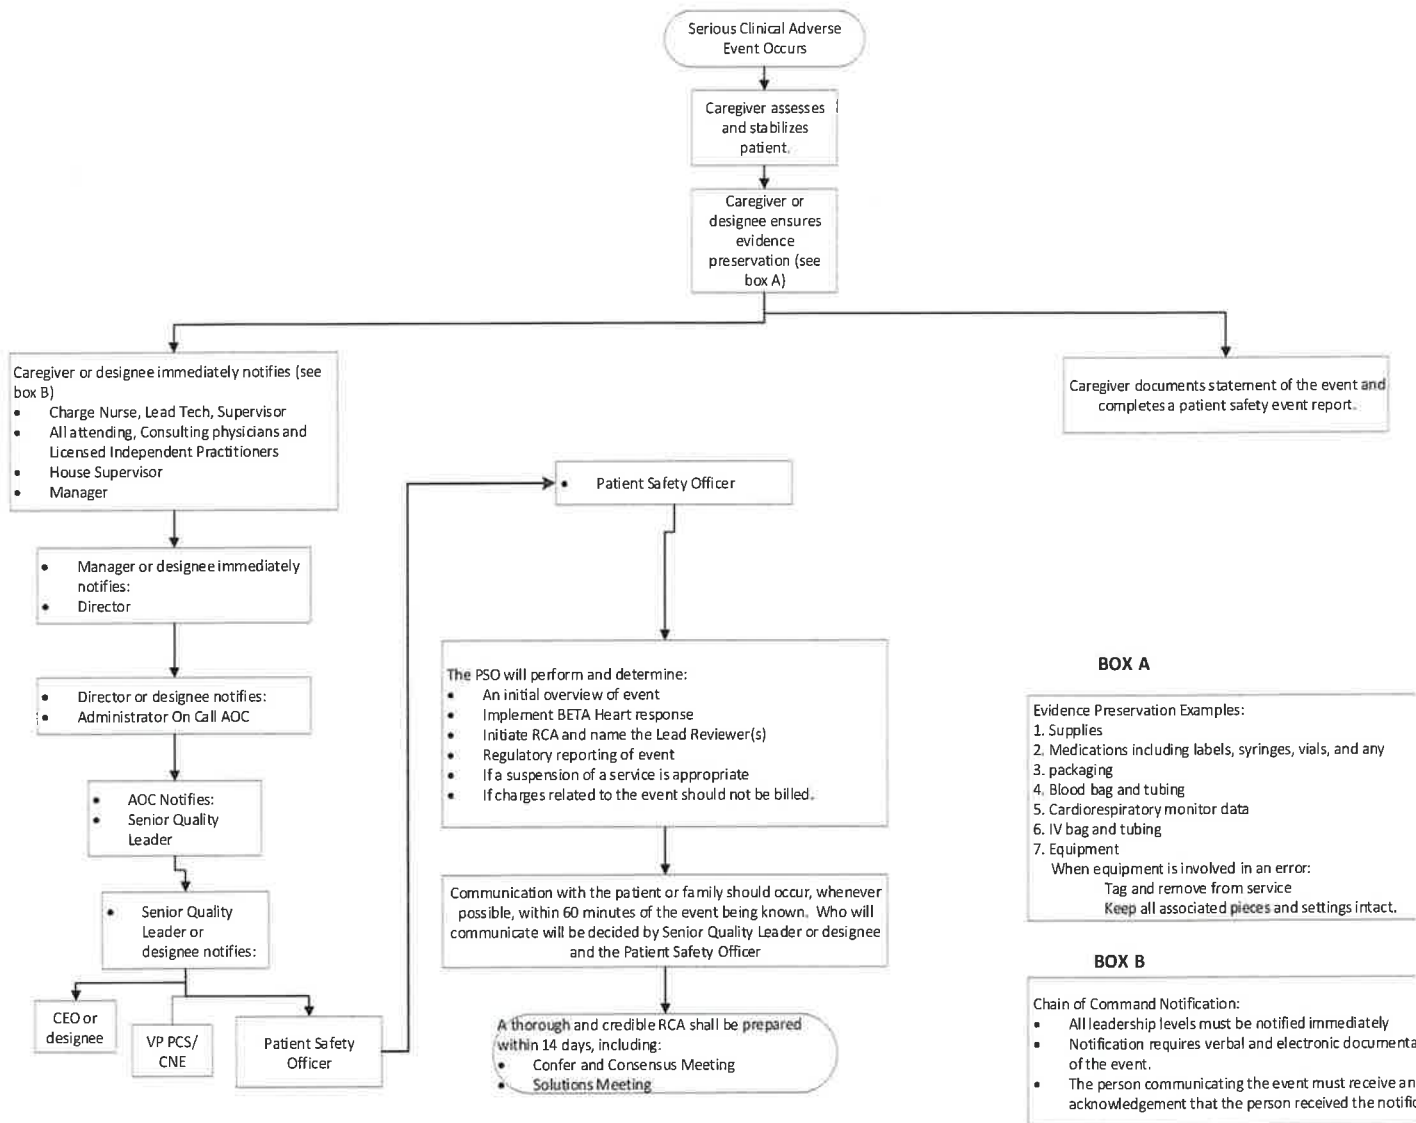 Serious Clinical Adverse
Event Occurs
Caregiver assesses
and stabilizes
patient.
Caregiver or
designee ensures
evidence
preservation (see
box A)
Caregiver or designee immediately notifies (see
box B)
• Charge Nurse, Lead Tech, Supervisor
• All attending, Consulting physicians and
Licensed Independent Practitioners
• House Supervisor
• Manager
Caregiver documents statement of the event and
completes a patient safety event report.
• Manager or designee immediately
notifies:
• Director
• Director or designee notifies:
• Administrator On Call AOC
• AOC Notifies:
• Senior Quality
Leader
• Senior Quality
Leader or
designee notifies:
CEO or
designee
VP PCS/
CNE
Patient Safety
Officer
• Patient Safety Officer
The PSO will perform and determine:
• An initial overview of event
• Implement BETA Heart response
• Initiate RCA and name the Lead Reviewer(s)
• Regulatory reporting of event
• If a suspension of a service is appropriate
• If charges related to the event should not be billed.
Communication with the patient or family should occur, whenever
possible, within 60 minutes of the event being known. Who will
communicate will be decided by Senior Quality Leader or designee
and the Patient Safety Officer
A thorough and credible RCA shall be prepared
within 14 days, including:
• Confer and Consensus Meeting
• Solutions Meeting
BOX A
Evidence Preservation Examples:
1. Supplies
2. Medications including labels, syringes, vials, and any
3. packaging
4. Blood bag and tubing
5. Cardiorespiratory monitor data
6. IV bag and tubing
7. Equipment
When equipment is involved in an error:
Tag and remove from service
Keep all associated pieces and settings intact.
BOX B
Chain of Command Notification:
• All leadership levels must be notified immediately
• Notification requires verbal and electronic documenta
of the event.
• The person communicating the event must receive an
acknowledgement that the person received the notific